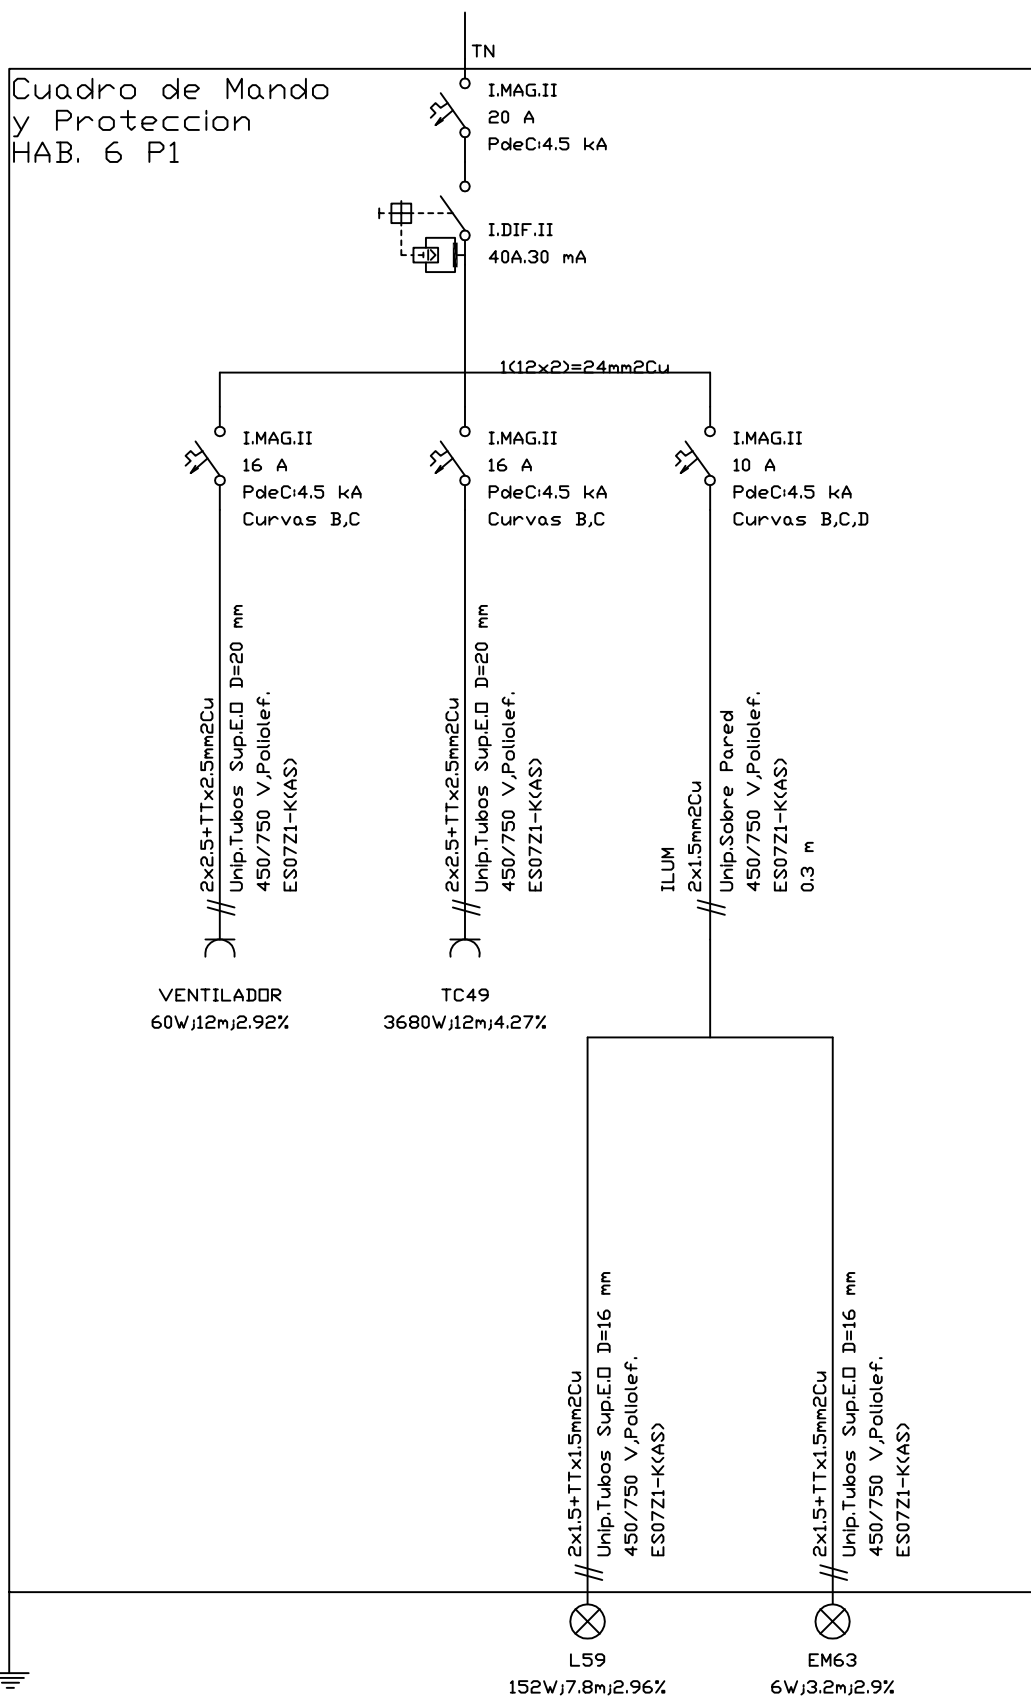 TN
Cuadro de Mando
y Proteccion
HAB. 6 P1
I.MAG.II
20 A
PdeC:4.5 kA
I.DIF.II
40A.30 mA
1(12x2)=24mm2Cu
I.MAG.II
16 A
PdeC:4.5 kA
Curvas B,C
I.MAG.II
16 A
PdeC:4.5 kA
Curvas B,C
I.MAG.II
10 A
PdeC:4.5 kA
Curvas B,C,D
2x2.5+TTx2.5mm2Cu
Unip.Tubos Sup.E.O D=20 mm
450/750 V,Poliolef.
ES07Z1-K(AS)
2x2.5+TTx2.5mm2Cu
Unip.Tubos Sup.E.O D=20 mm
450/750 V,Poliolef.
ES07Z1-K(AS)
ILUM
2x1.5mm2Cu
Unip.Sobre Pared
450/750 V,Poliolef.
ES07Z1-K(AS)
0.3 m
VENTILADOR
60W;12m;2.92%
TC49
3680W;12m;4.27%
2x1.5+TTx1.5mm2Cu
Unip.Tubos Sup.E.O D=16 mm
450/750 V,Poliolef.
ES07Z1-K(AS)
2x1.5+TTx1.5mm2Cu
Unip.Tubos Sup.E.O D=16 mm
450/750 V,Poliolef.
ES07Z1-K(AS)
L59
152W;7.8m;2.96%
EM63
6W;3.2m;2.9%